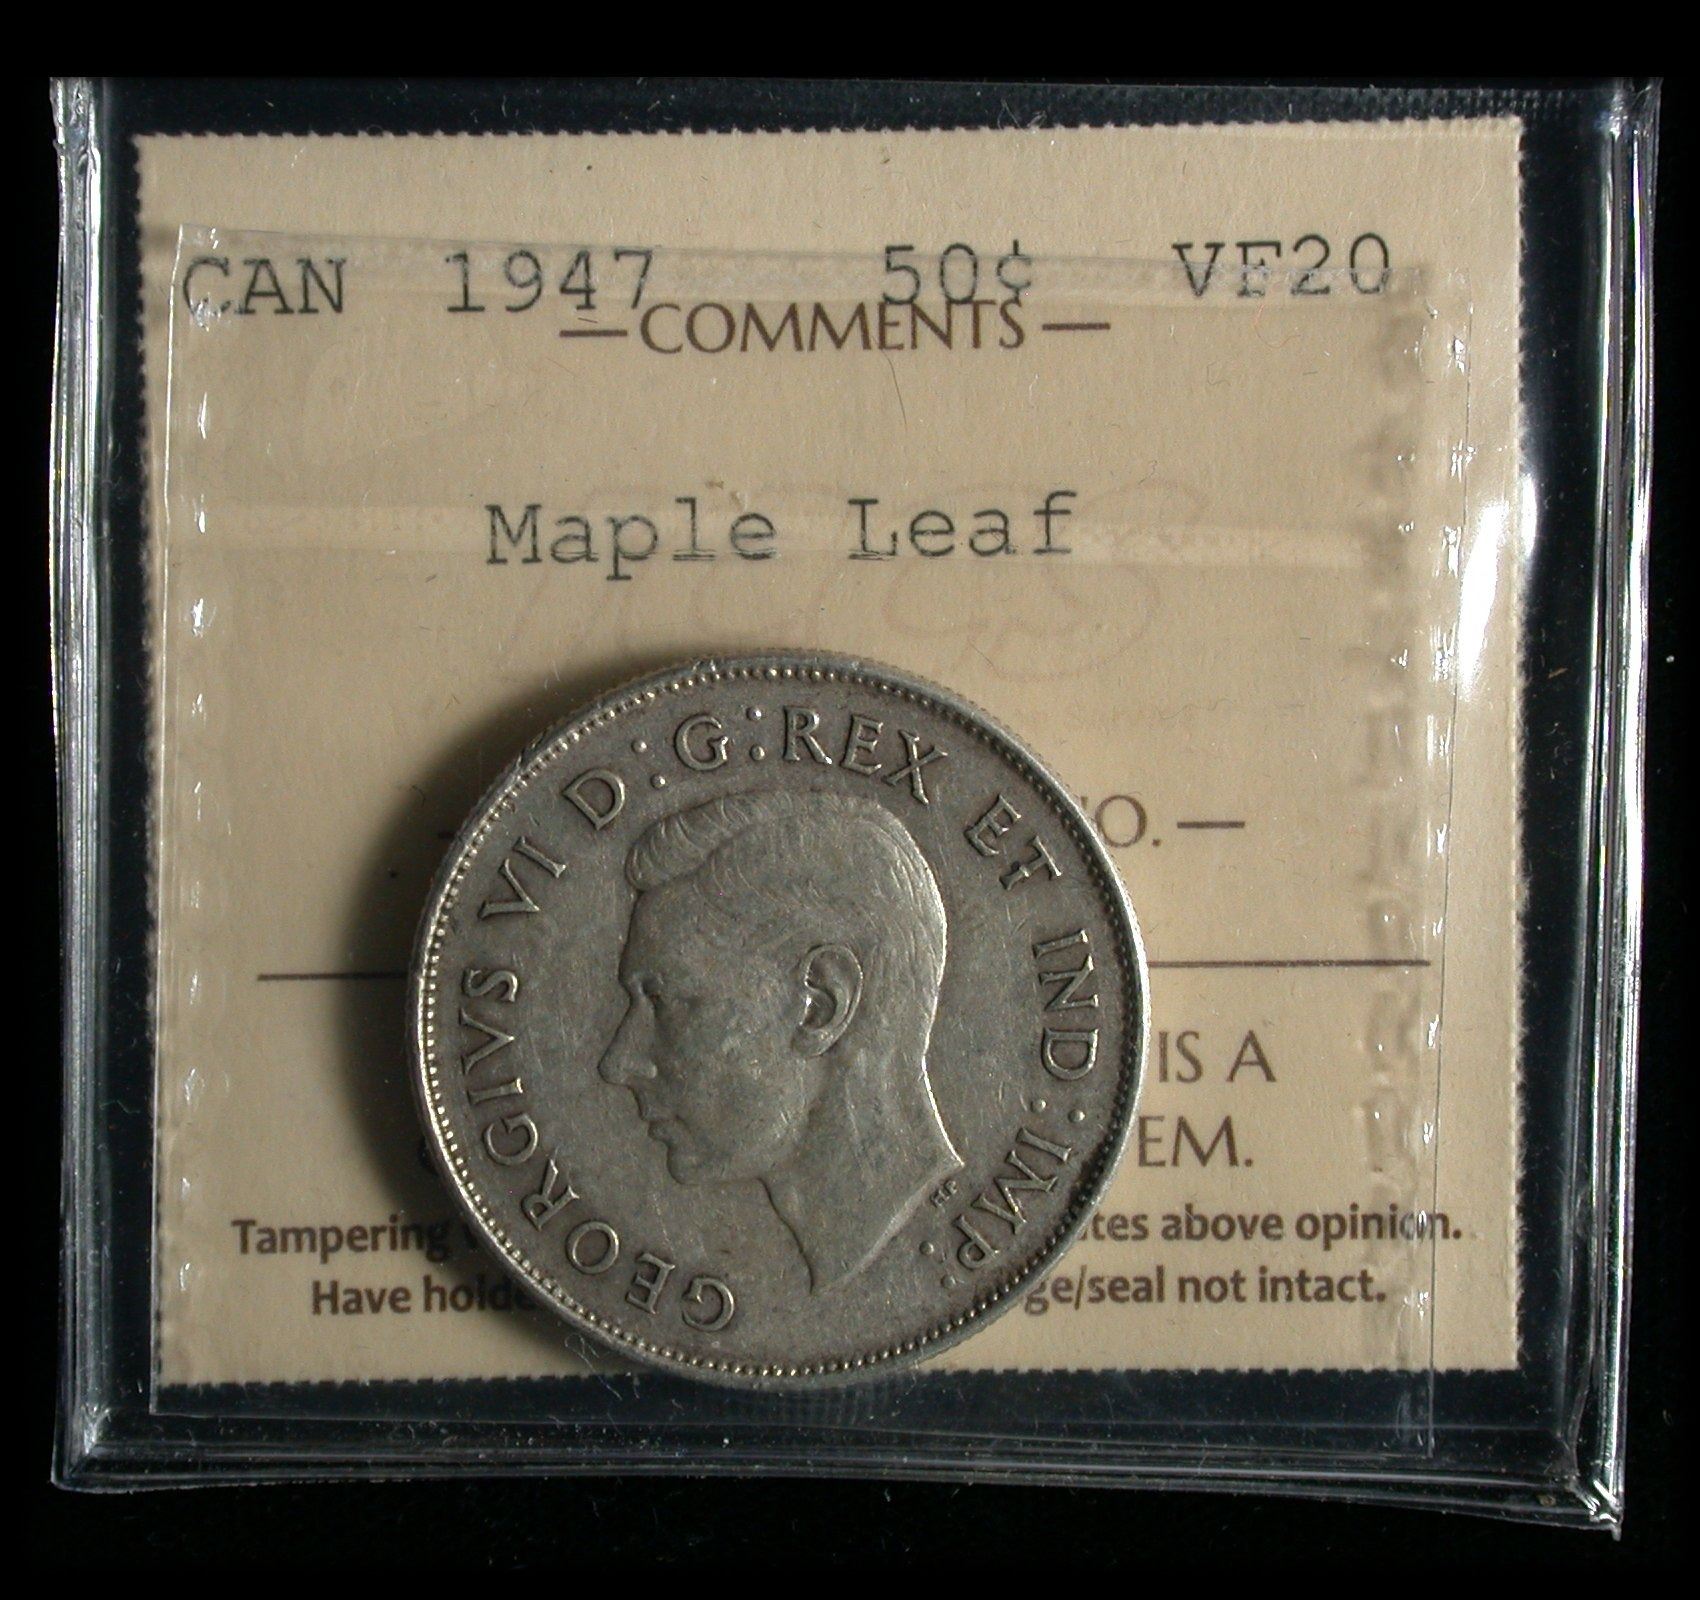 CAN 1947 50¢ VF20
—COMMENTS—
Maple Leaf
O. —
IS A
EM.
Tampering tes above opinion.
Have holde ge/seal not intact.
GEORGIVS VI D:G:REX ET IND:IMP:
HP